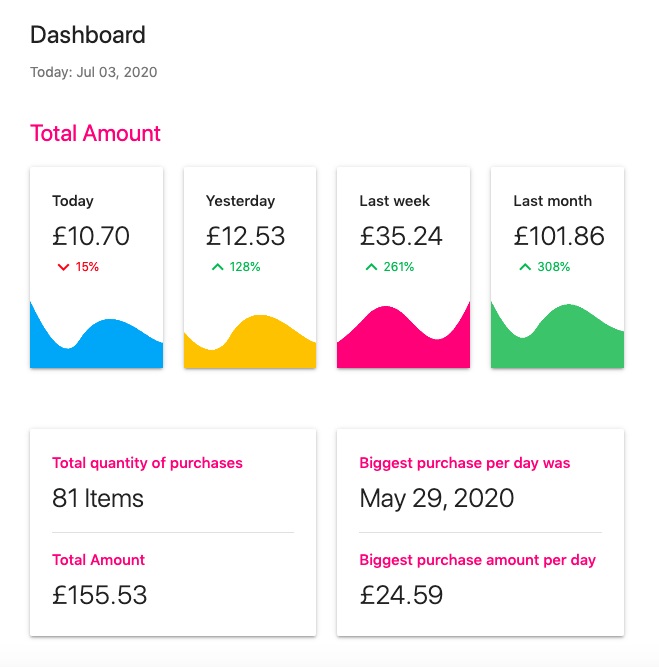 Dashboard
Today: Jul 03, 2020
Total Amount
Today
£10.70
15%
Yesterday
£12.53
128%
Last week
£35.24
261%
Last month
£101.86
308%
Total quantity of purchases
81 Items
Total Amount
£155.53
Biggest purchase per day was
May 29, 2020
Biggest purchase amount per day
£24.59